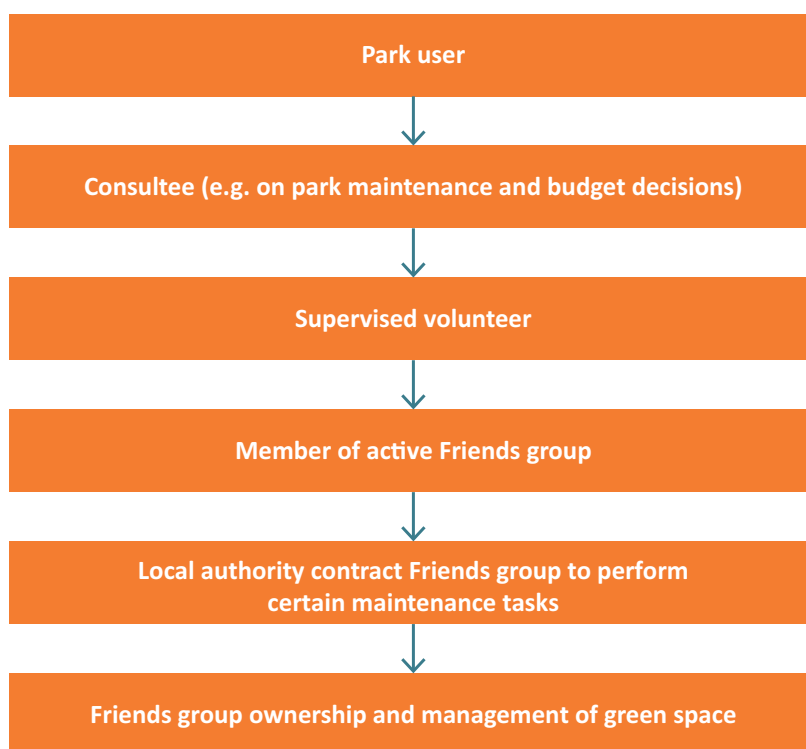 Park user
Consultee (e.g. on park maintenance and budget decisions)
Supervised volunteer
Member of active Friends group
Local authority contract Friends group to perform
certain maintenance tasks
Friends group ownership and management of green space